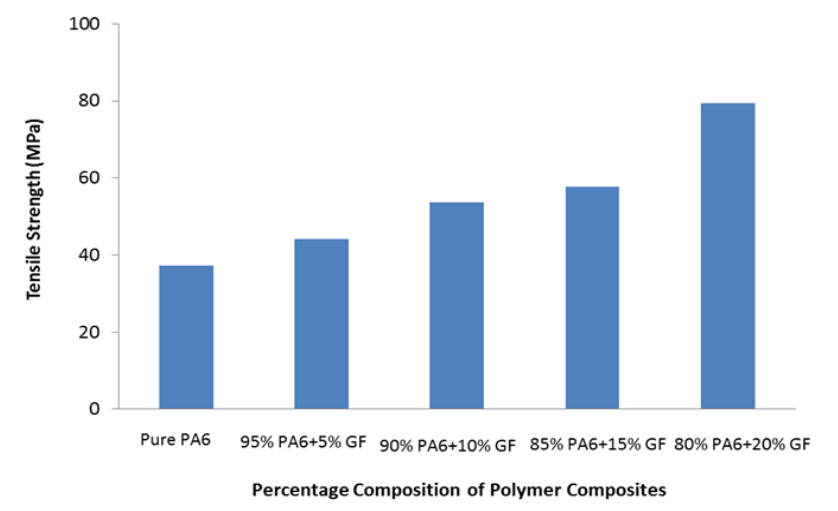 100
80
60
40
20
0
Tensile Strength (MPa)
Pure PA6
95% PA6+5% GF
90% PA6+10% GF
85% PA6+15% GF
80% PA6+20% GF
Percentage Composition of Polymer Composites